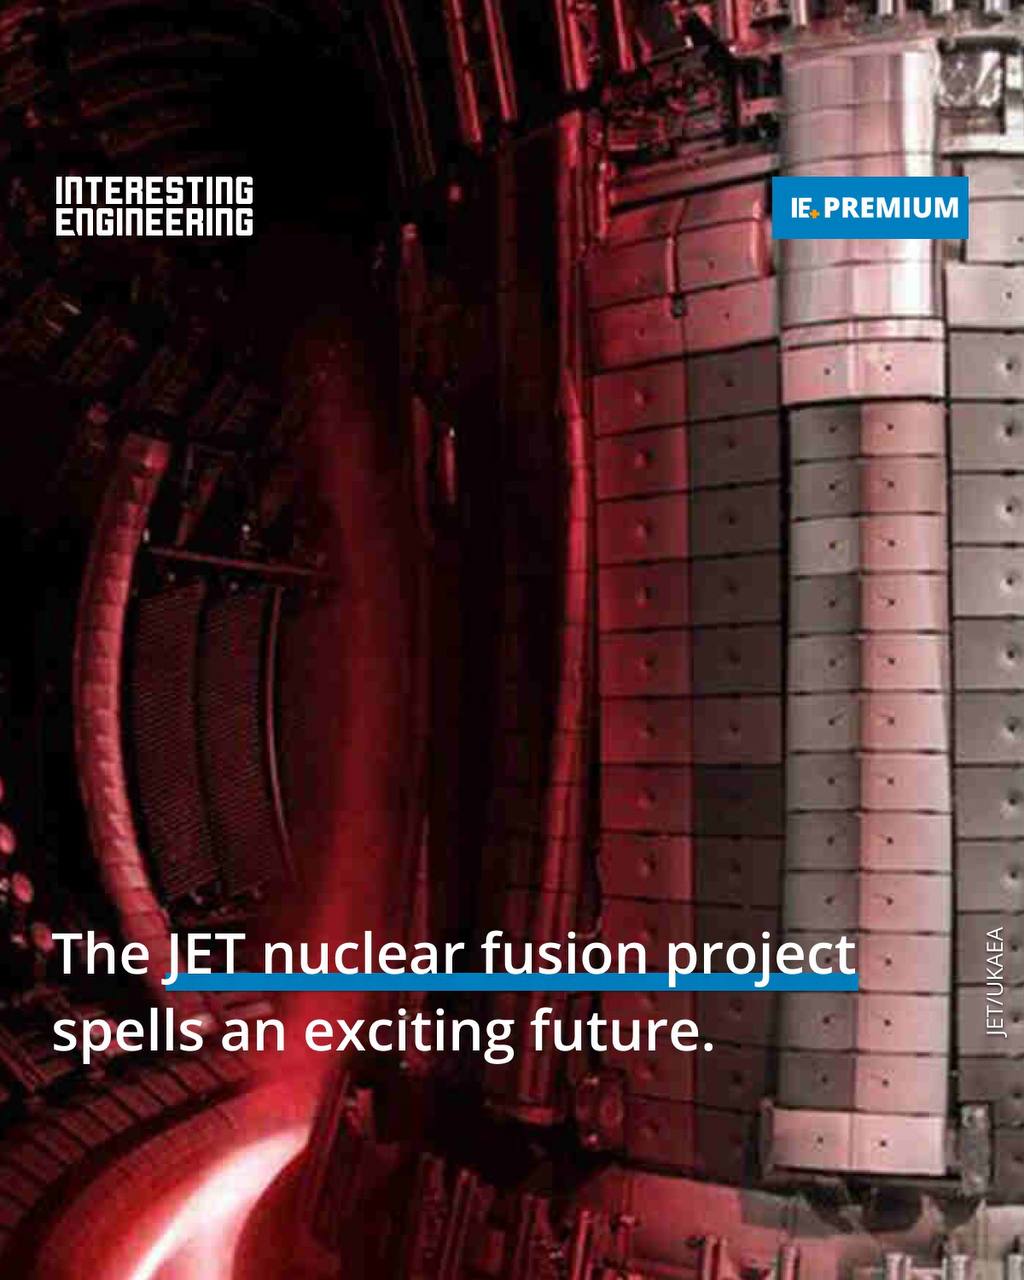 INTERESTING
ENGINEERING
IE+ PREMIUM
The JET nuclear fusion project
spells an exciting future.
JET/UKAEA